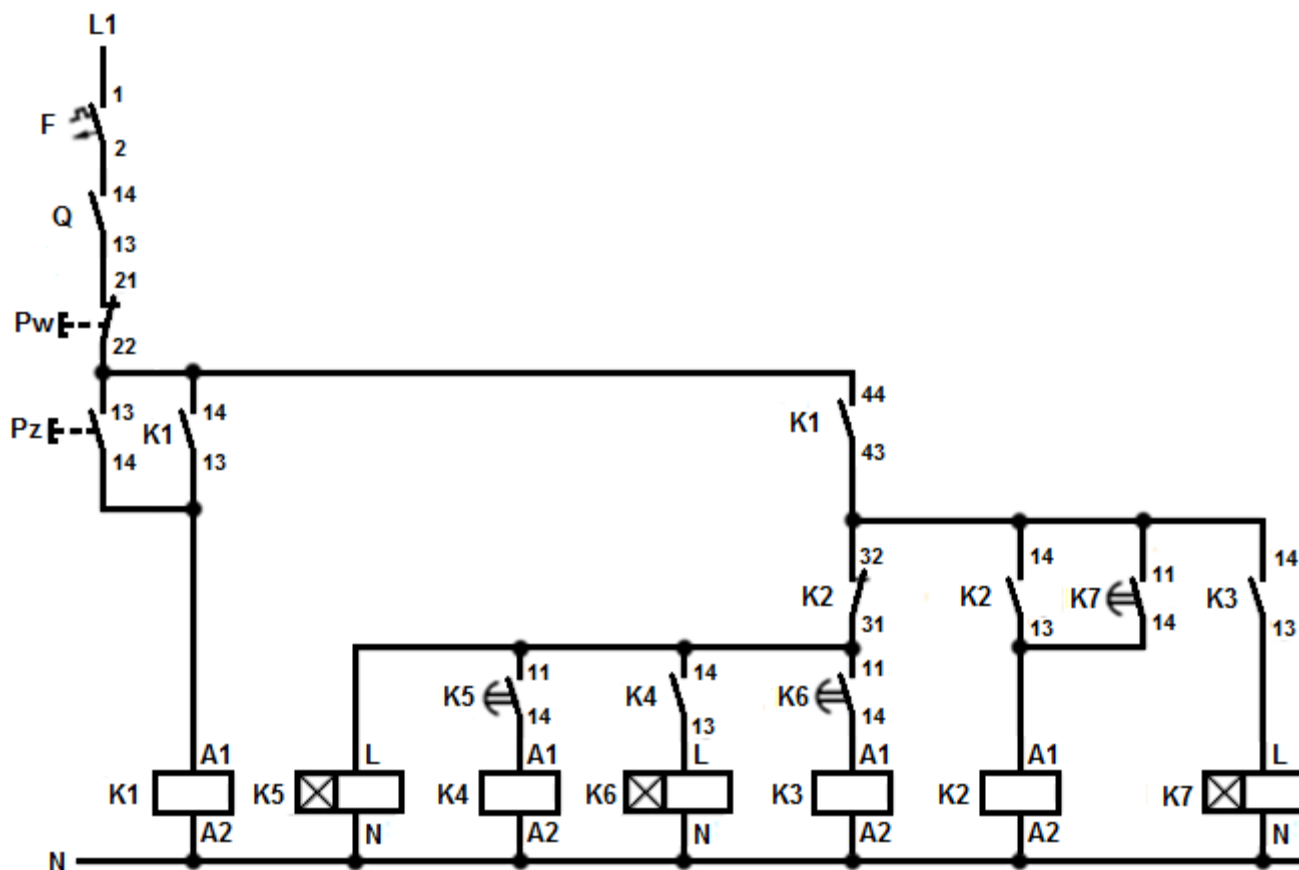 L1
1
F
2
14
Q
13
21
Pw
22
13 14 44
Pz K1 K1
14 13 43
32 14 11 14
K2 K2 K7 K3
31 13 14 13
11 14 11
K5 K4 K6
14 13 14
A1 L A1 L A1 A1 L
K1 K5 K4 K6 K3 K2 K7
A2 N A2 N A2 A2 N
N